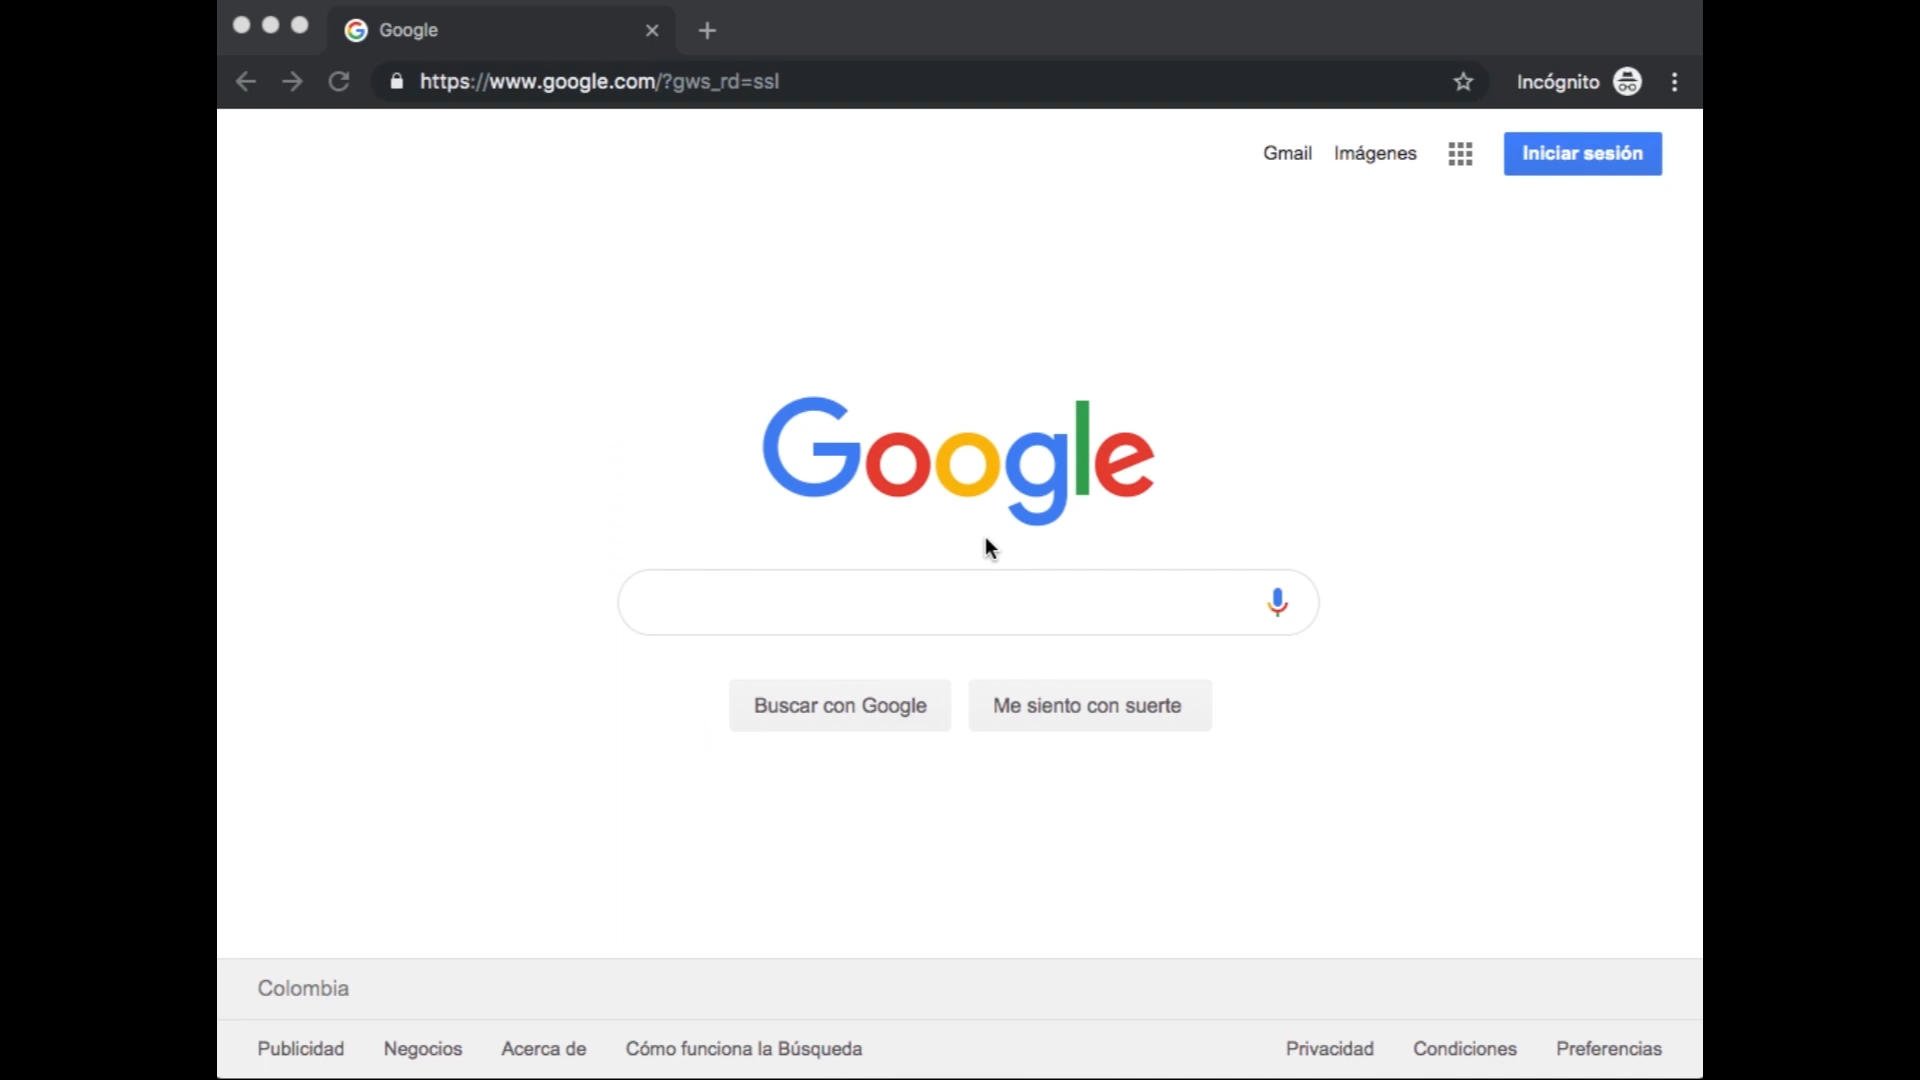 Google
https://www.google.com/?gws_rd=ssl
Incógnito
Gmail Imágenes Iniciar sesión
Google
Buscar con Google Me siento con suerte
Colombia
Publicidad Negocios Acerca de Cómo funciona la Búsqueda Privacidad Condiciones Preferencias